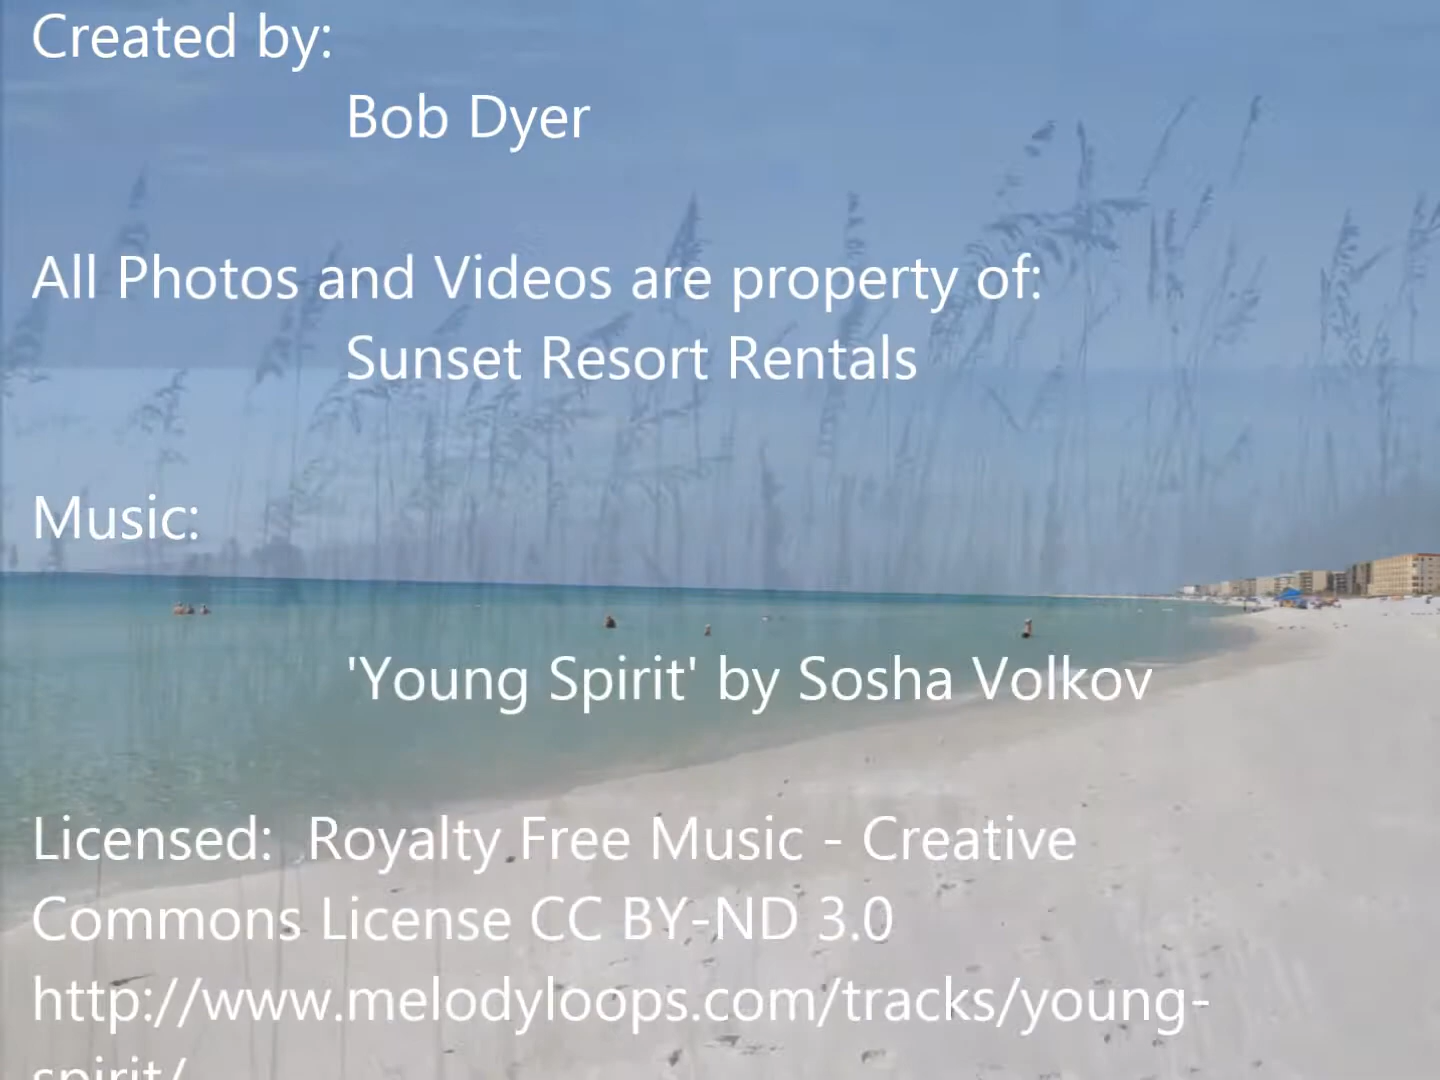 Created by:
Bob Dyer
All Photos and Videos are property of:
Sunset Resort Rentals
Music:
'Young Spirit' by Sosha Volkov
Licensed:  Royalty Free Music - Creative
Commons License CC BY-ND 3.0
http://www.melodyloops.com/tracks/young-
spirit/